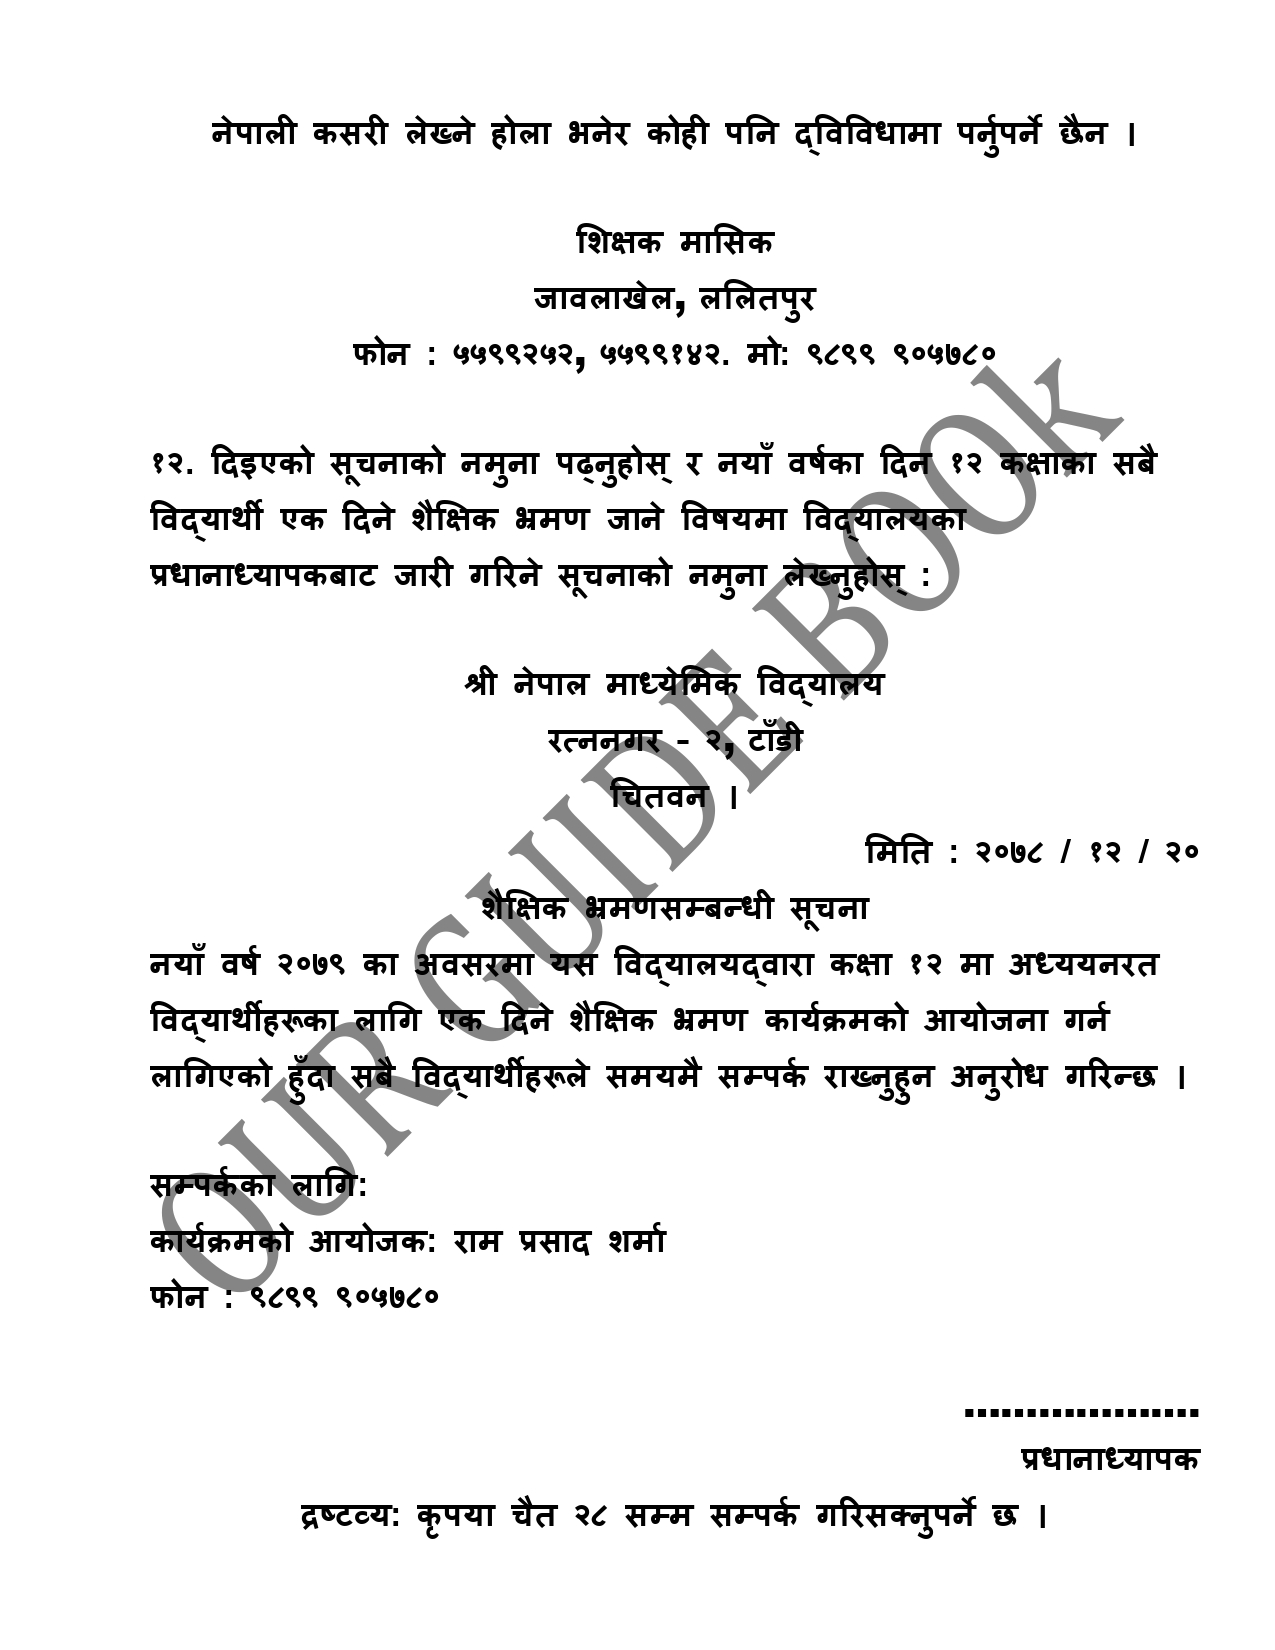 नेपाली कसरी लेख्ने होला भनेर कोही पनि द्‌विविधामा पर्नुपर्ने छैन ।
शिक्षक मासिक
जावलाखेल, ललितपुर
फोन : ५५९९२५२, ५५९९१४२. मो: ९८९९ ९०५७८०
१२. दिइएको सूचनाको नमुना पढ्नुहोस् र नयाँ वर्षका दिन १२ कक्षाका सबै
विद्‌यार्थी एक दिने शैक्षिक भ्रमण जाने विषयमा विद्‌यालयका
प्रधानाध्यापकबाट जारी गरिने सूचनाको नमुना लेख्नुहोस् :
श्री नेपाल माध्येमिक विद्‌यालय
रत्ननगर - २, टाँडी
चितवन ।
मिति : २०७८ / १२ / २०
शैक्षिक भ्रमणसम्बन्धी सूचना
नयाँ वर्ष २०७९ का अवसरमा यस विद्‌यालयद्‌वारा कक्षा १२ मा अध्ययनरत
विद्‌यार्थीहरूका लागि एक दिने शैक्षिक भ्रमण कार्यक्रमको आयोजना गर्न
लागिएको हुँदा सबै विद्‌यार्थीहरूले समयमै सम्पर्क राख्नुहुन अनुरोध गरिन्छ ।
सम्पर्कका लागि:
कार्यक्रमको आयोजक: राम प्रसाद शर्मा
फोन : ९८९९ ९०५७८०
...................
प्रधानाध्यापक
द्रष्टव्य: कृपया चैत २८ सम्म सम्पर्क गरिसक्नुपर्ने छ ।
OUR GUIDE BOOk